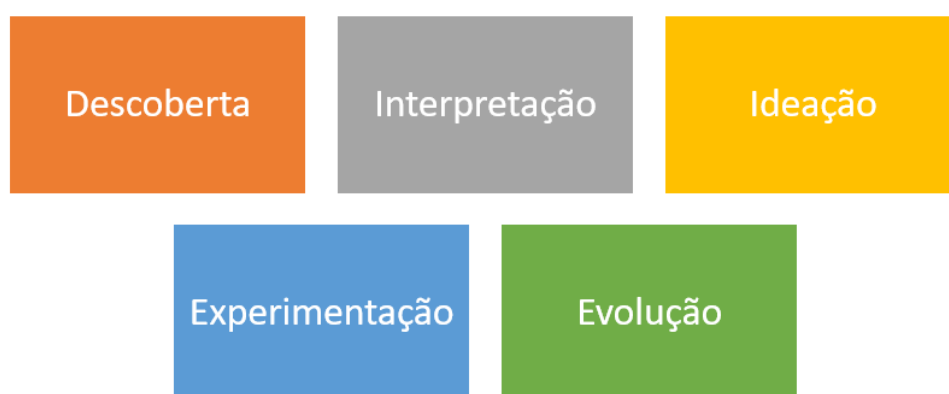 Descoberta
Interpretação
Ideação
Experimentação
Evolução